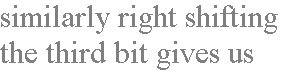 similarly right shifting
the third bit gives us